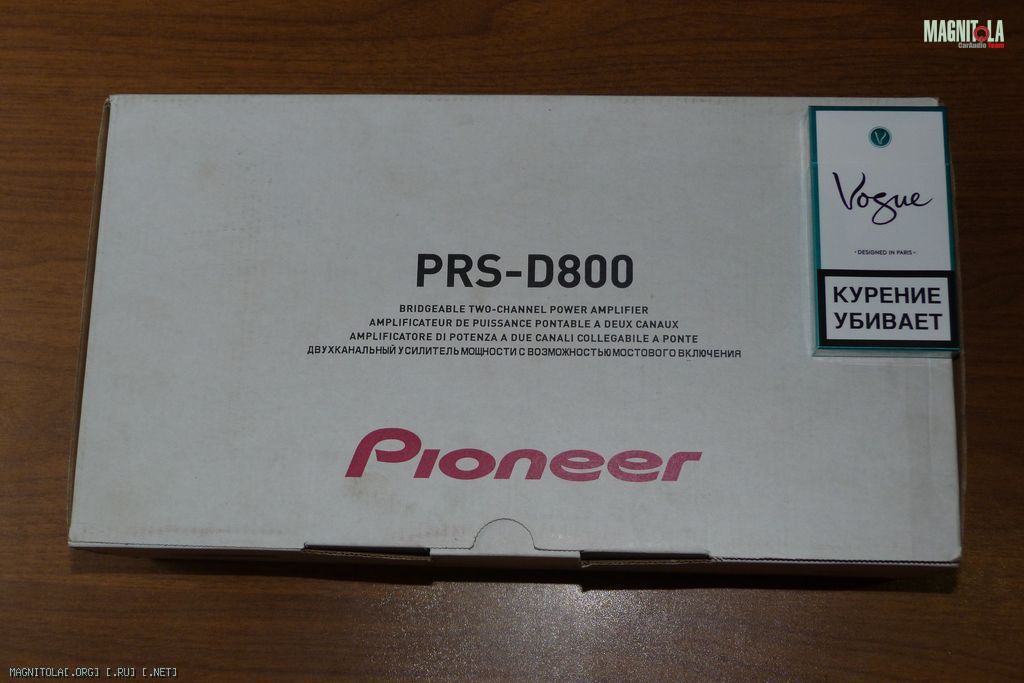 MAGNITOLA
CarAudio Team
Vogue
- DESIGNED IN PARIS -
КУРЕНИЕ
УБИВАЕТ
PRS-D800
BRIDGEABLE TWO-CHANNEL POWER AMPLIFIER
AMPLIFICATEUR DE PUISSANCE PONTABLE A DEUX CANAUX
AMPLIFICATORE DI POTENZA A DUE CANALI COLLEGABILE A PONTE
ДВУХКАНАЛЬНЫЙ УСИЛИТЕЛЬ МОЩНОСТИ С ВОЗМОЖНОСТЬЮ МОСТОВОГО ВКЛЮЧЕНИЯ
Pioneer
MAGNITOLA[.ORG] [.RU] [.NET]